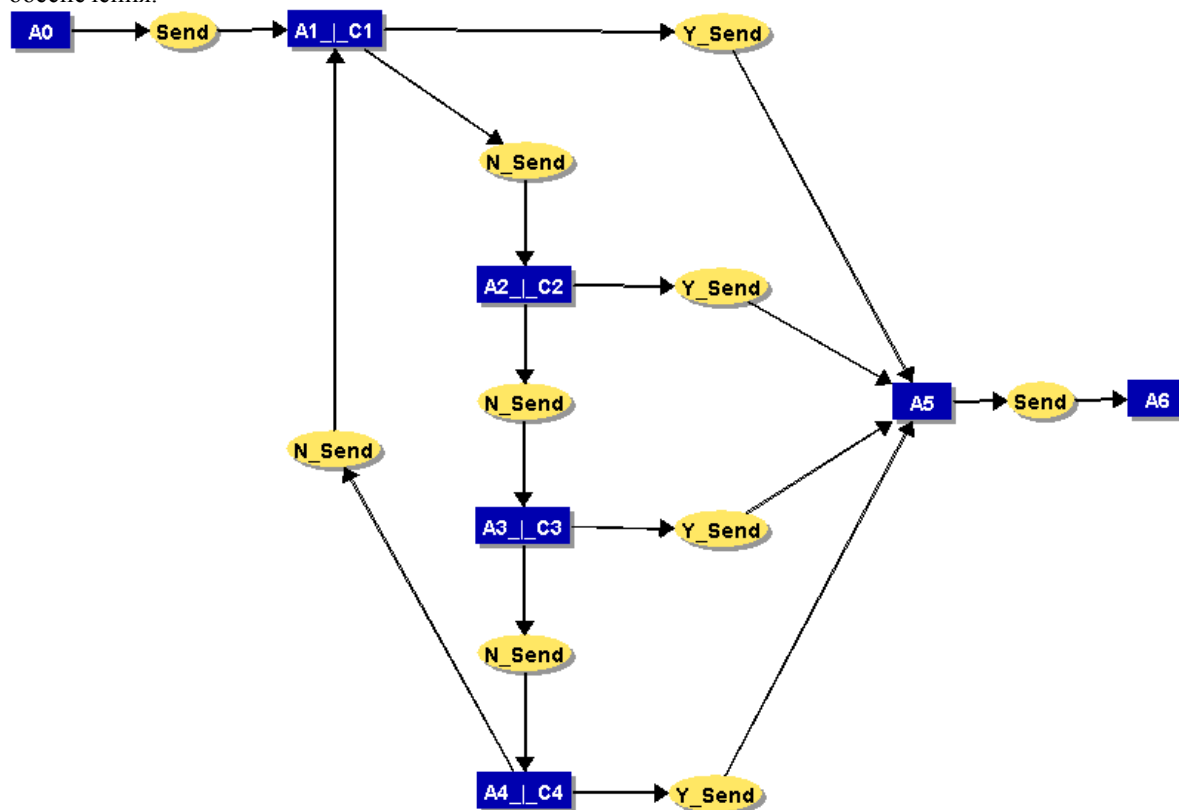 обеспечения.
A0
Send
A1_|_C1
Y_Send
N_Send
A2_|_C2
Y_Send
N_Send
A5
Send
A6
N_Send
A3_|_C3
Y_Send
N_Send
A4_|_C4
Y_Send